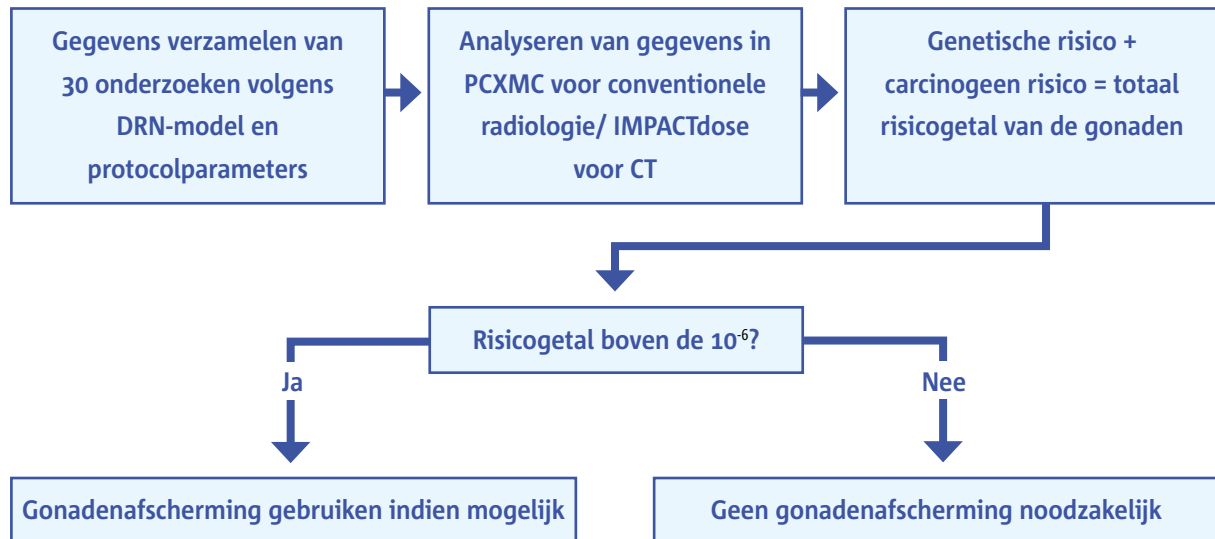 Gegevens verzamelen van
30 onderzoeken volgens
DRN-model en
protocolparameters
Analyseren van gegevens in
PCXMC voor conventionele
radiologie/ IMPACTdose
voor CT
Genetische risico +
carcinogeen risico = totaal
risicogetal van de gonaden
Risicogetal boven de 10⁻⁶?
Ja
Nee
Gonadenafscherming gebruiken indien mogelijk
Geen gonadenafscherming noodzakelijk